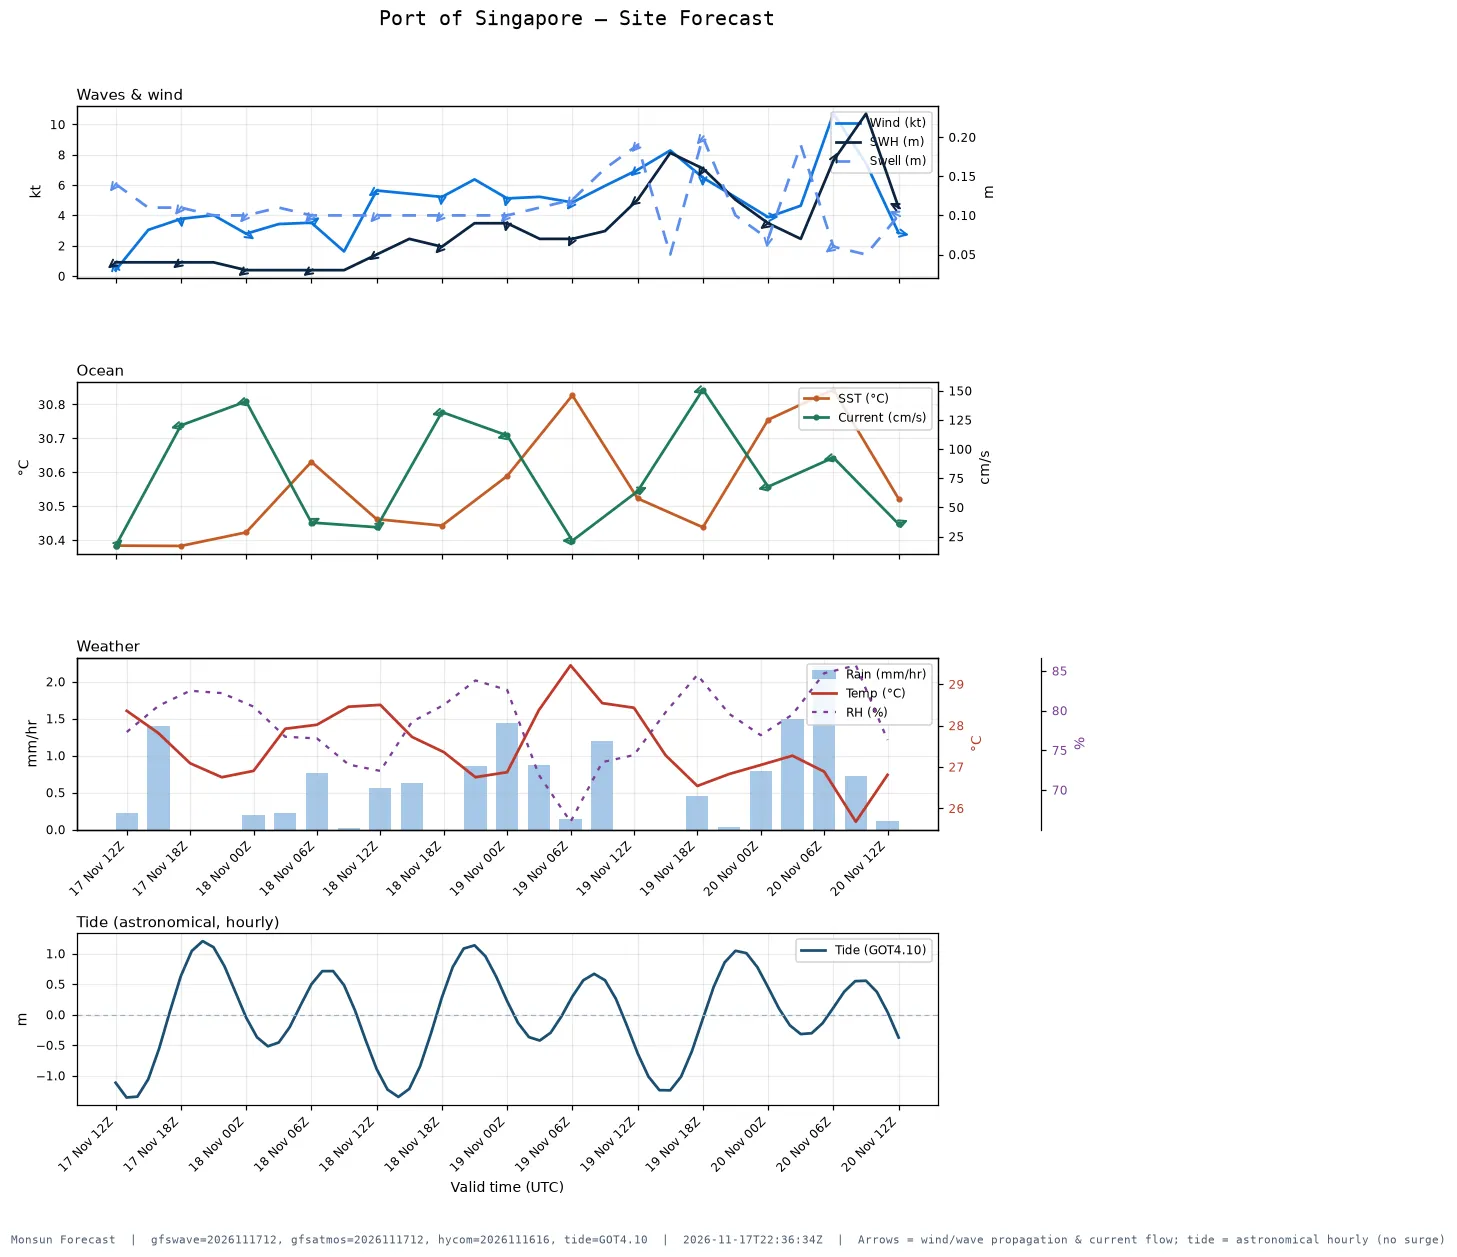 Port of Singapore — Site Forecast
Waves & wind
10
8
6
4
2
0
kt
0.20
0.15
0.10
0.05
m
Wind (kt)
SWH (m)
Swell (m)
Ocean
30.8
30.7
30.6
30.5
30.4
°C
150
125
100
75
50
25
cm/s
SST (°C)
Current (cm/s)
Weather
2.0
1.5
1.0
0.5
0.0
mm/hr
29
28
27
26
°C
85
80
75
70
%
Rain (mm/hr)
Temp (°C)
RH (%)
17 Nov 12Z
17 Nov 18Z
18 Nov 00Z
18 Nov 06Z
18 Nov 12Z
18 Nov 18Z
19 Nov 00Z
19 Nov 06Z
19 Nov 12Z
19 Nov 18Z
20 Nov 00Z
20 Nov 06Z
20 Nov 12Z
Tide (astronomical, hourly)
1.0
0.5
0.0
−0.5
−1.0
m
Tide (GOT4.10)
17 Nov 12Z
17 Nov 18Z
18 Nov 00Z
18 Nov 06Z
18 Nov 12Z
18 Nov 18Z
19 Nov 00Z
19 Nov 06Z
19 Nov 12Z
19 Nov 18Z
20 Nov 00Z
20 Nov 06Z
20 Nov 12Z
Valid time (UTC)
Monsun Forecast | gfswave=2026111712, gfsatmos=2026111712, hycom=2026111616, tide=GOT4.10 | 2026-11-17T22:36:34Z | Arrows = wind/wave propagation & current flow; tide = astronomical hourly (no surge)